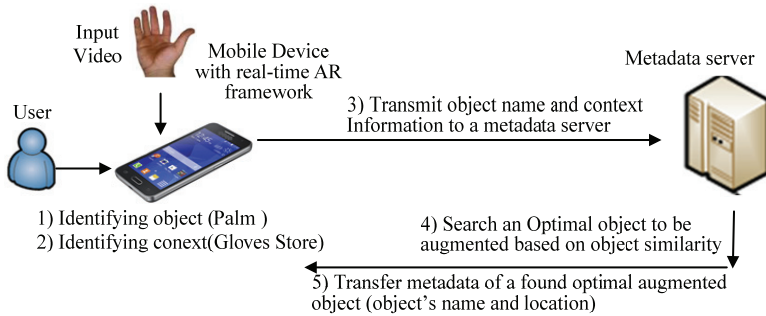 Input
Video
Mobile Device
with real-time AR
framework
Metadata server
User
3) Transmit object name and context
Information to a metadata server
1) Identifying object (Palm )
2) Identifying conext(Gloves Store)
4) Search an Optimal object to be
augmented based on object similarity
5) Transfer metadata of a found optimal augmented
object (object's name and location)